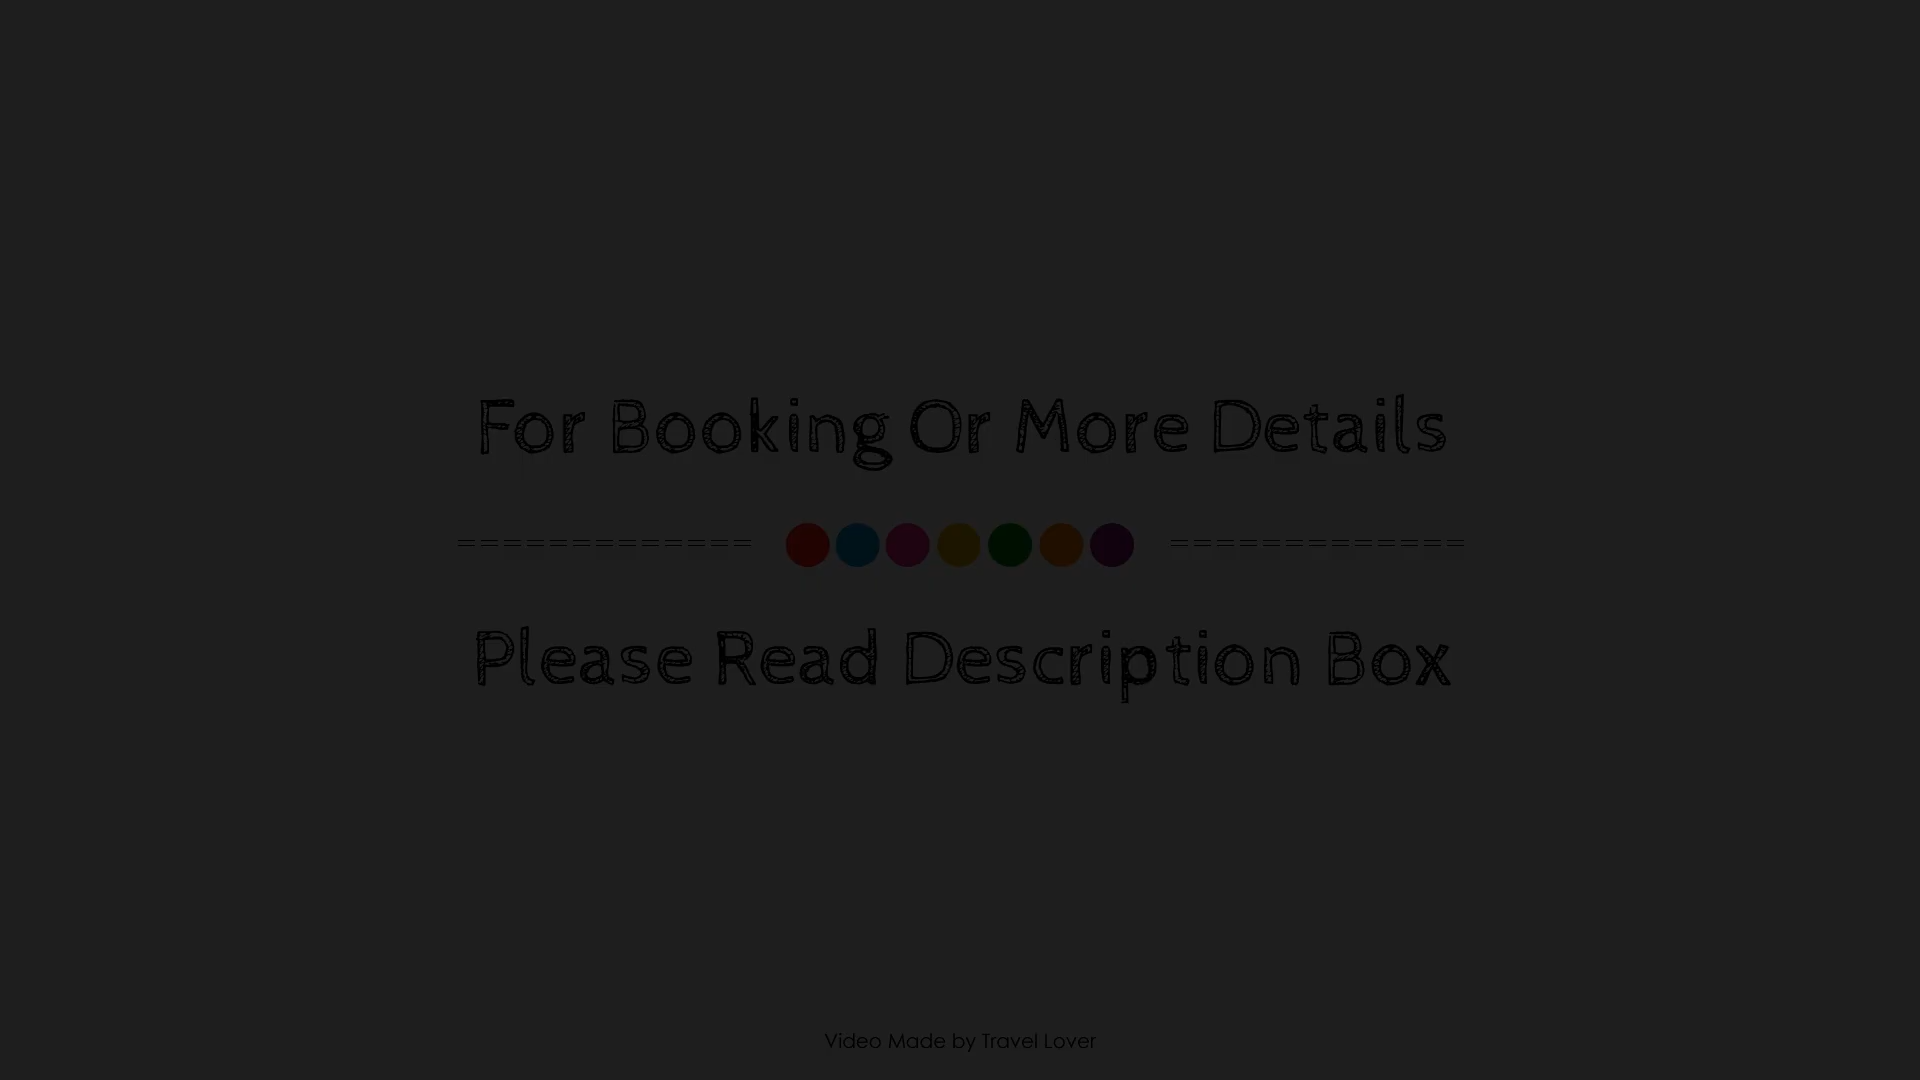 For Booking Or More Details
============= =============
Please Read Description Box
Video Made by Travel Lover